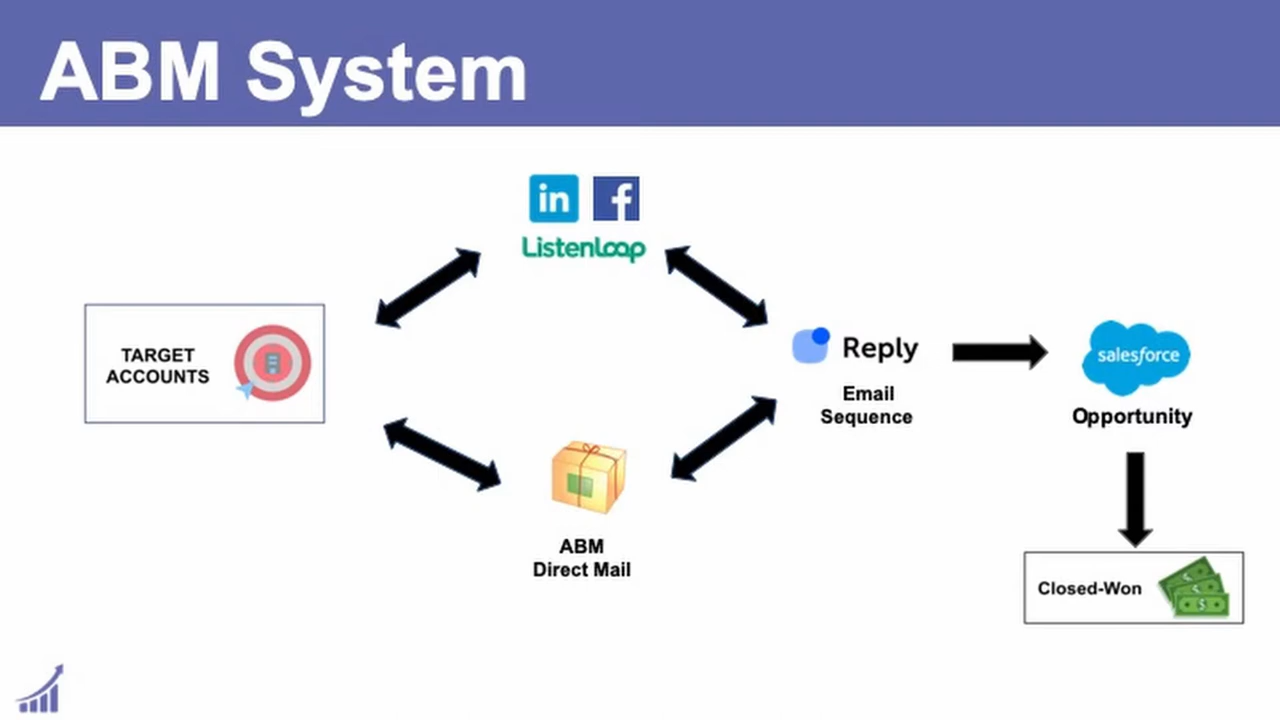 ABM System
in f
Listenloop
TARGET
ACCOUNTS
Reply
Email
Sequence
salesforce
Opportunity
ABM
Direct Mail
Closed-Won